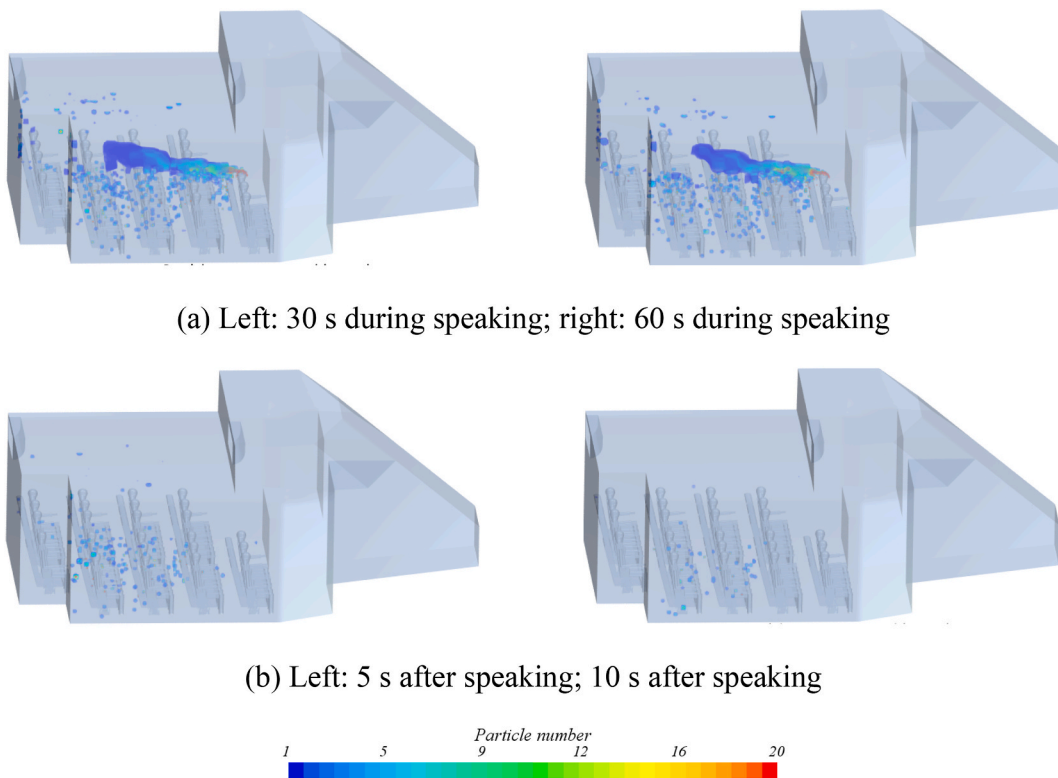 (a) Left: 30 s during speaking; right: 60 s during speaking
(b) Left: 5 s after speaking; 10 s after speaking
Particle number
1 5 9 12 16 20